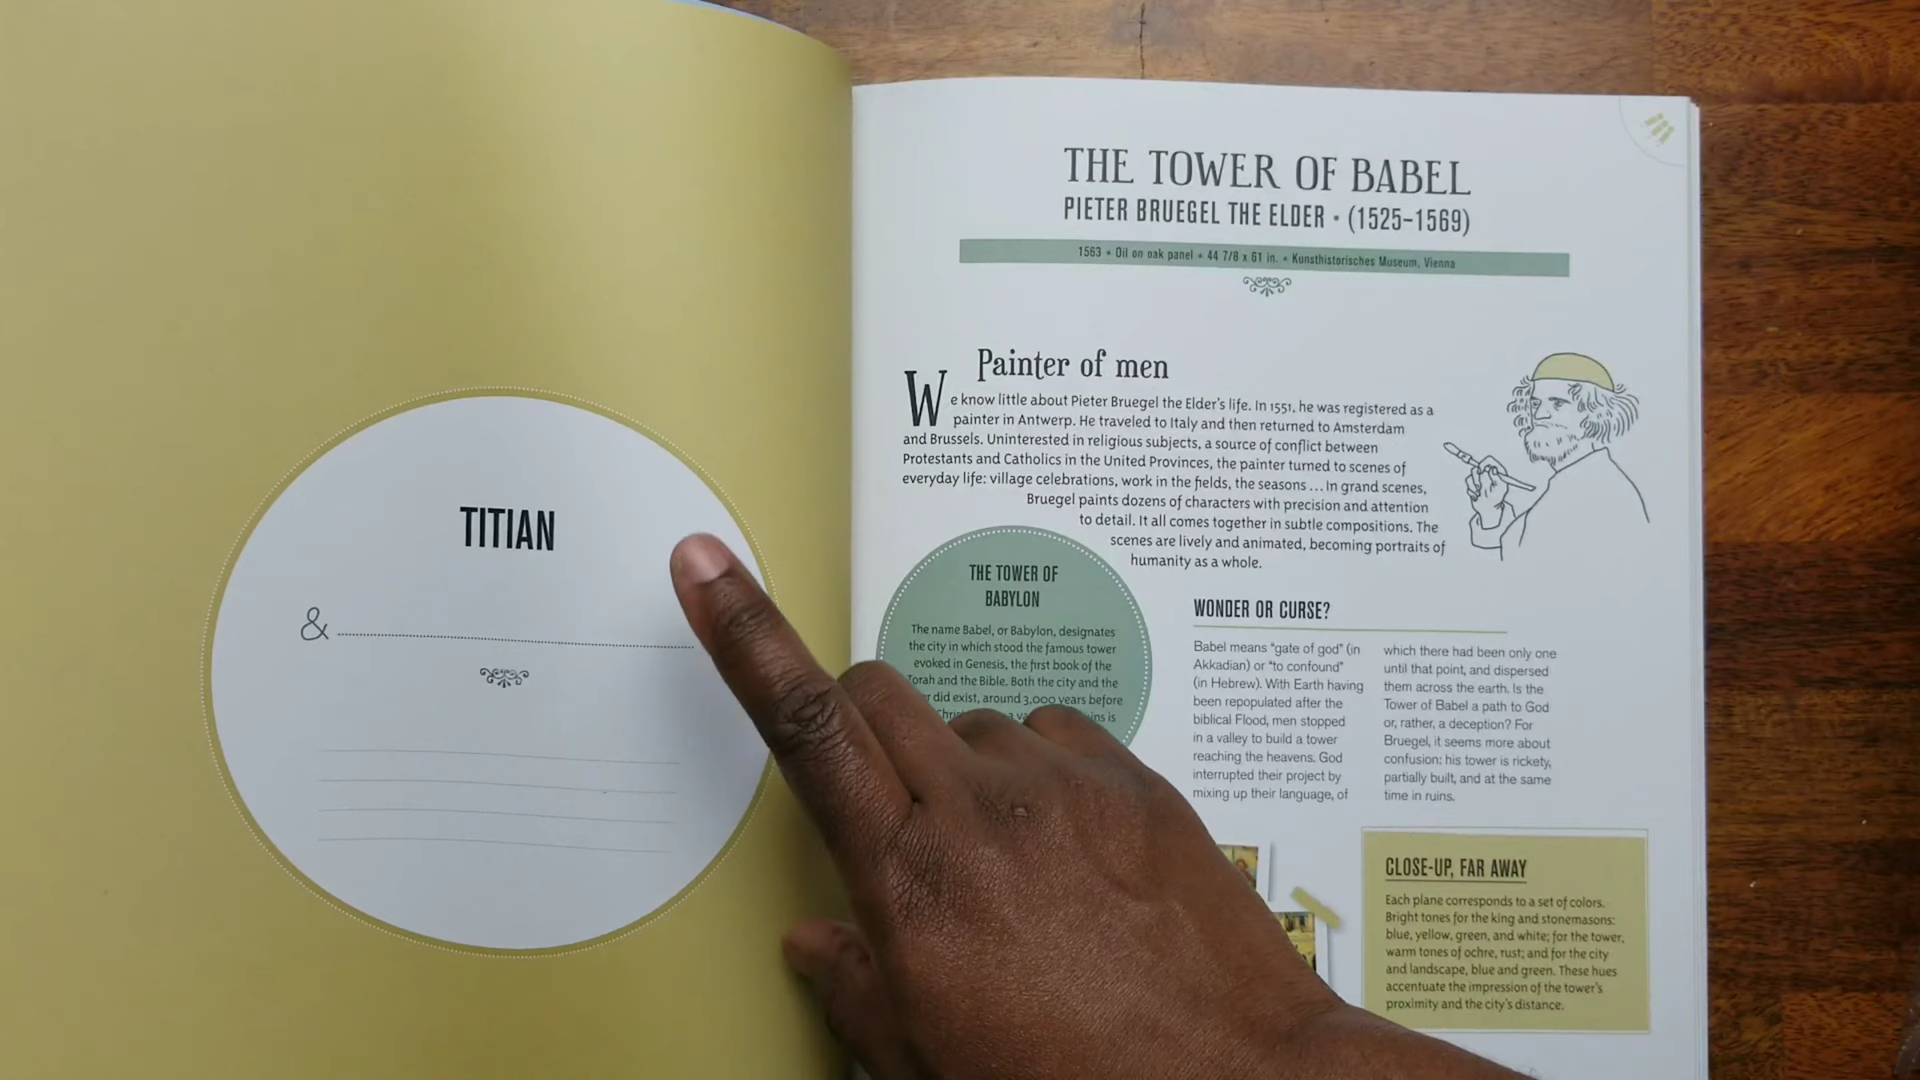 TITIAN
&
THE TOWER OF BABEL
PIETER BRUEGEL THE ELDER • (1525–1569)
1563 • Oil on oak panel • 44 7/8 x 61 in. • Kunsthistorisches Museum, Vienna
Painter of men
We know little about Pieter Bruegel the Elder's life. In 1551, he was registered as a
painter in Antwerp. He traveled to Italy and then returned to Amsterdam
and Brussels. Uninterested in religious subjects, a source of conflict between
Protestants and Catholics in the United Provinces, the painter turned to scenes of
everyday life: village celebrations, work in the fields, the seasons ... In grand scenes,
Bruegel paints dozens of characters with precision and attention
to detail. It all comes together in subtle compositions. The
scenes are lively and animated, becoming portraits of
humanity as a whole.
THE TOWER OF
BABYLON
The name Babel, or Babylon, designates
the city in which stood the famous tower
evoked in Genesis, the first book of the
Torah and the Bible. Both the city and the
did exist, around 3,000 years before
WONDER OR CURSE?
Babel means "gate of god" (in
Akkadian) or "to confound"
(in Hebrew). With Earth having
been repopulated after the
biblical Flood, men stopped
in a valley to build a tower
reaching the heavens. God
interrupted their project by
mixing up their language, of
which there had been only one
until that point, and dispersed
them across the earth. Is the
Tower of Babel a path to God
or, rather, a deception? For
Bruegel, it seems more about
confusion: his tower is rickety,
partially built, and at the same
time in ruins.
CLOSE-UP, FAR AWAY
Each plane corresponds to a set of colors.
Bright tones for the king and stonemasons:
blue, yellow, green, and white; for the tower,
warm tones of ochre, rust; and for the city
and landscape, blue and green. These hues
accentuate the impression of the tower's
proximity and the city's distance.